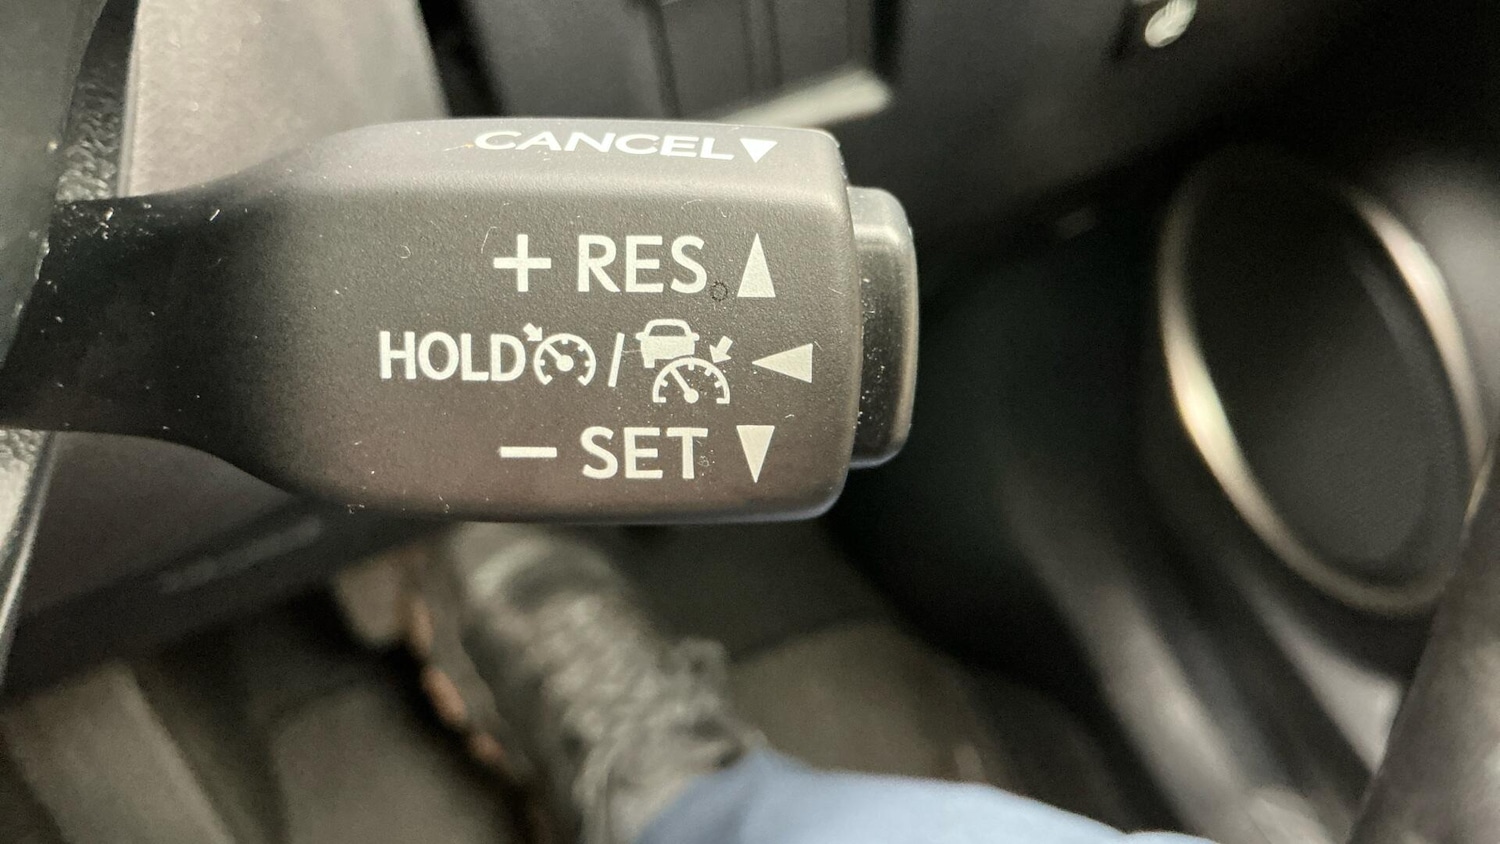 CANCEL▼
+ RES ▲
HOLD / ◀
− SET ▼